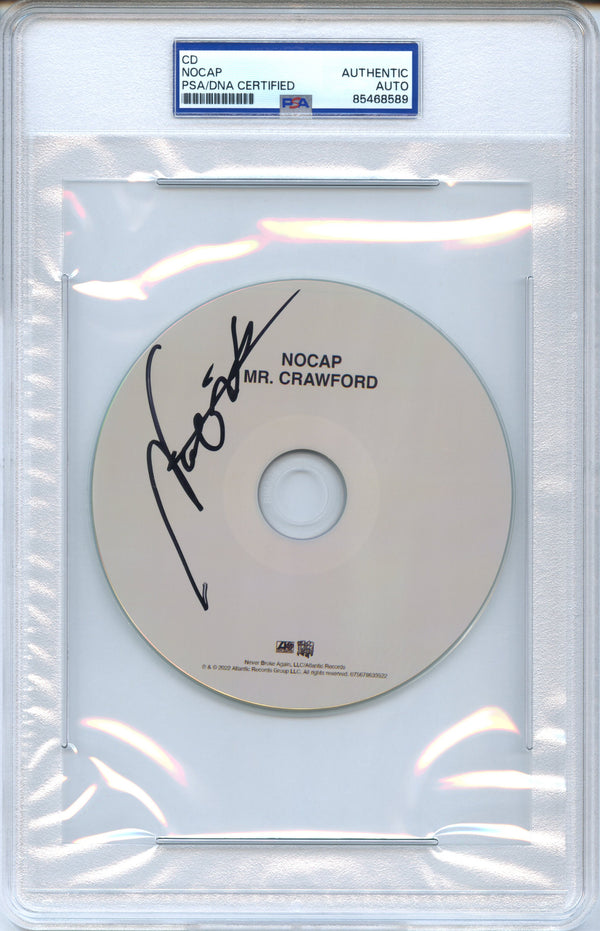 CD
NOCAP
PSA/DNA CERTIFIED
AUTHENTIC
AUTO
85468589
PSA
NOCAP
MR. CRAWFORD
Never Broke Again, LLC/Atlantic Records
℗ & © 2022 Atlantic Records Group LLC. All rights reserved. 075678633522